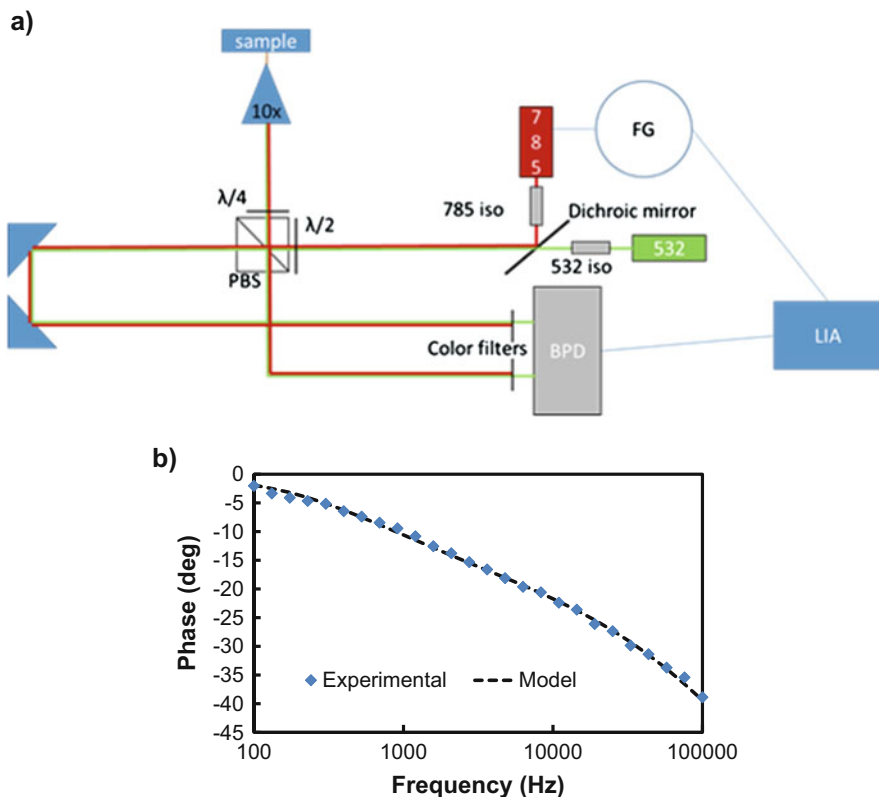 a)
sample
10x
7
8
5
FG
λ/4
785 iso
Dichroic mirror
λ/2
532
532 iso
PBS
Color filters
BPD
LIA
b)
0
-5
-10
-15
-20
-25
-30
-35
-40
-45
Phase (deg)
Experimental
Model
100
1000
10000
100000
Frequency (Hz)